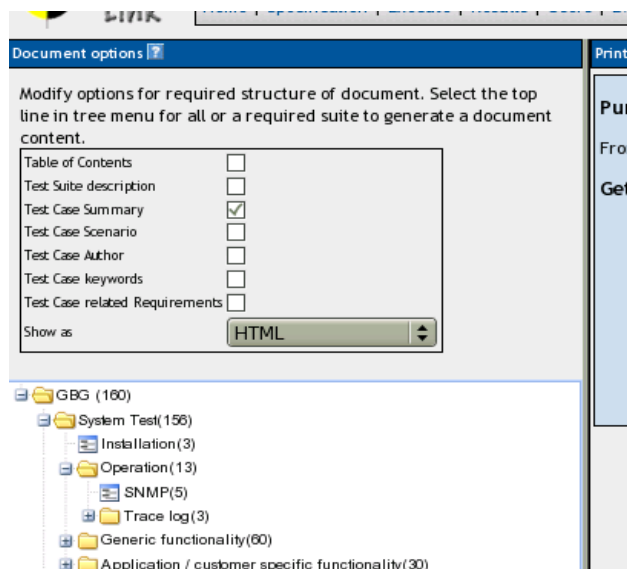 Document options ?
Print
Modify options for required structure of document. Select the top
line in tree menu for all or a required suite to generate a document
content.
Table of Contents
Test Suite description
Test Case Summary
Test Case Scenario
Test Case Author
Test Case keywords
Test Case related Requirements
Show as HTML
GBG (160)
System Test(156)
Installation(3)
Operation(13)
SNMP(5)
Trace log(3)
Generic functionality(60)
Application / customer specific functionality(30)